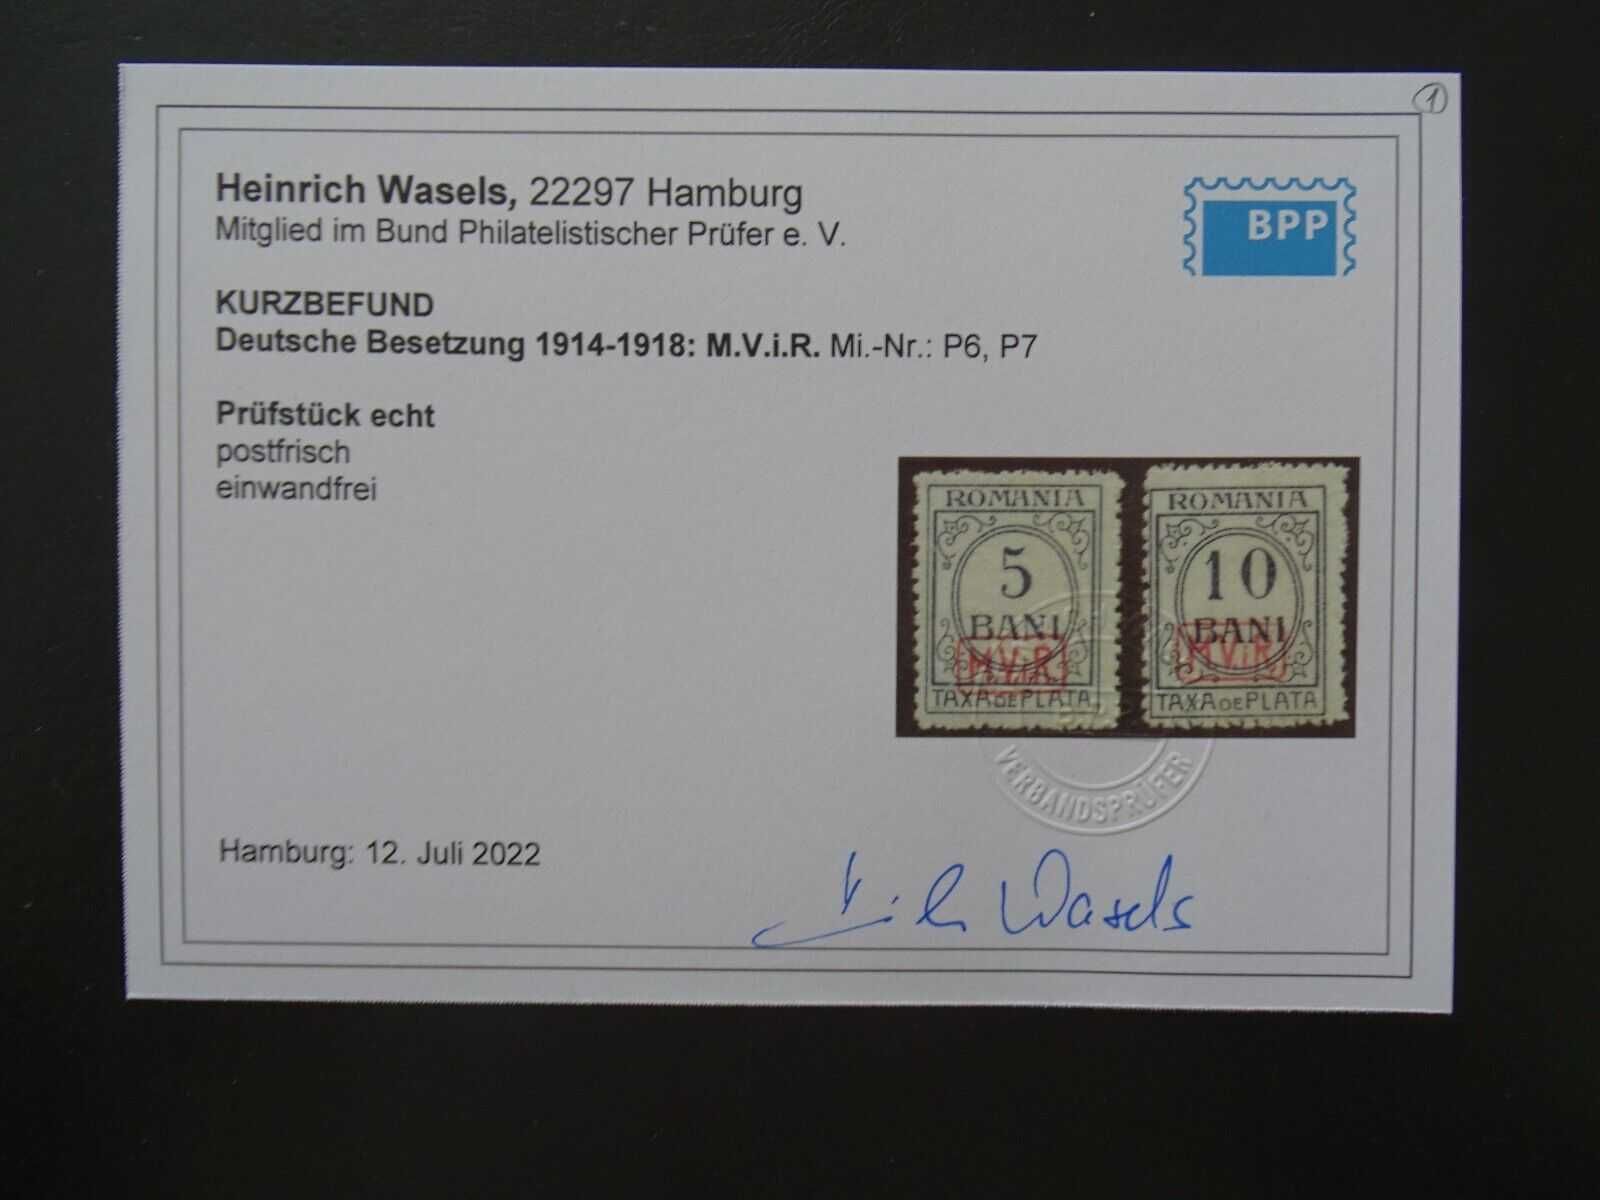 1
Heinrich Wasels, 22297 Hamburg
Mitglied im Bund Philatelistischer Prüfer e. V.
BPP
KURZBEFUND
Deutsche Besetzung 1914-1918: M.V.i.R. Mi.-Nr.: P6, P7
Prüfstück echt
postfrisch
einwandfrei
ROMANIA
5
BANI
M.V.i.R.
TAXA DE PLATA
ROMANIA
10
BANI
M.V.i.R.
TAXA DE PLATA
VERBANDSPRÜFER
Hamburg: 12. Juli 2022
Wasels